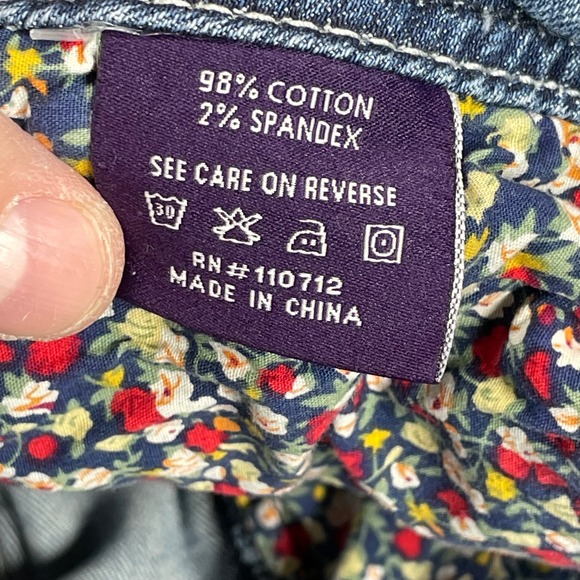 98% COTTON
2% SPANDEX
SEE CARE ON REVERSE
30
RN#110712
MADE IN CHINA